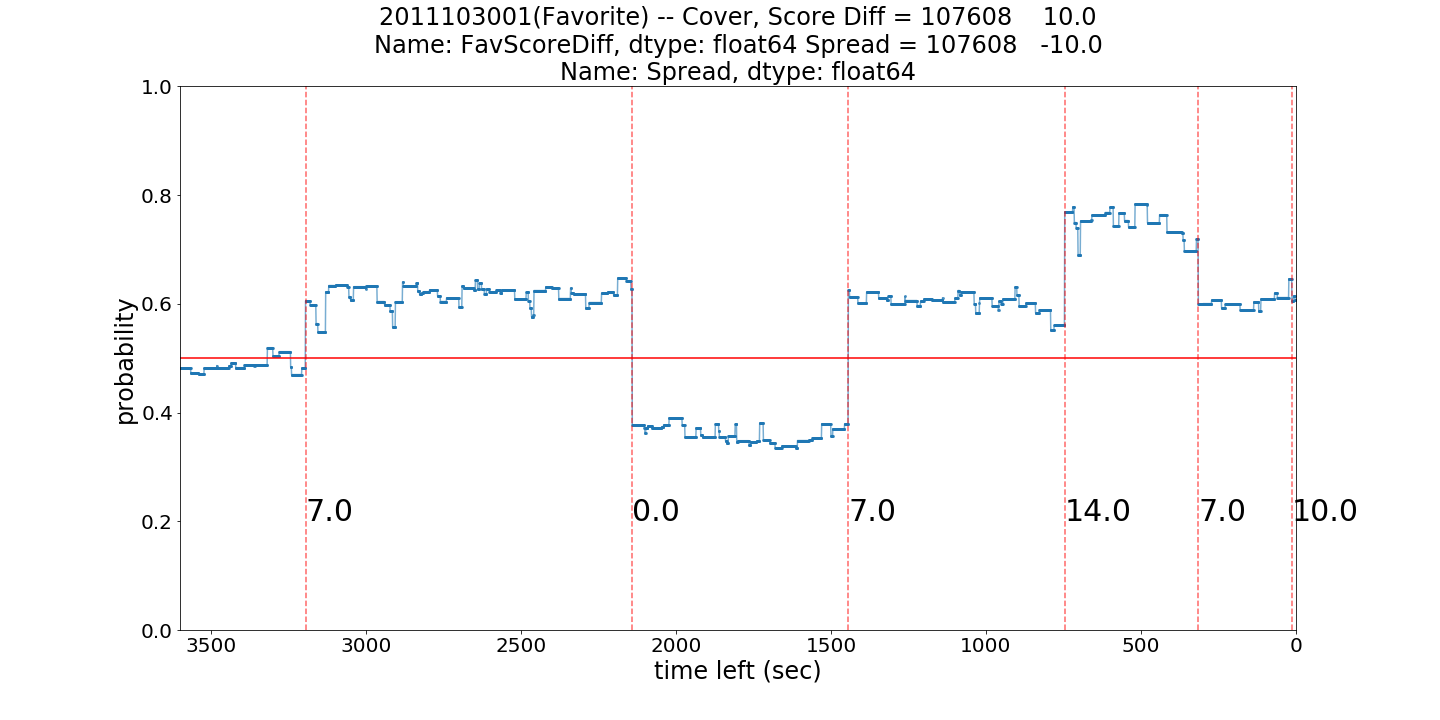 2011103001(Favorite) -- Cover, Score Diff = 107608    10.0
Name: FavScoreDiff, dtype: float64 Spread = 107608   -10.0
Name: Spread, dtype: float64
1.0
0.8
0.6
0.4
0.2
0.0
probability
7.0 0.0 7.0 14.0 7.0 10.0
3500 3000 2500 2000 1500 1000 500 0
time left (sec)